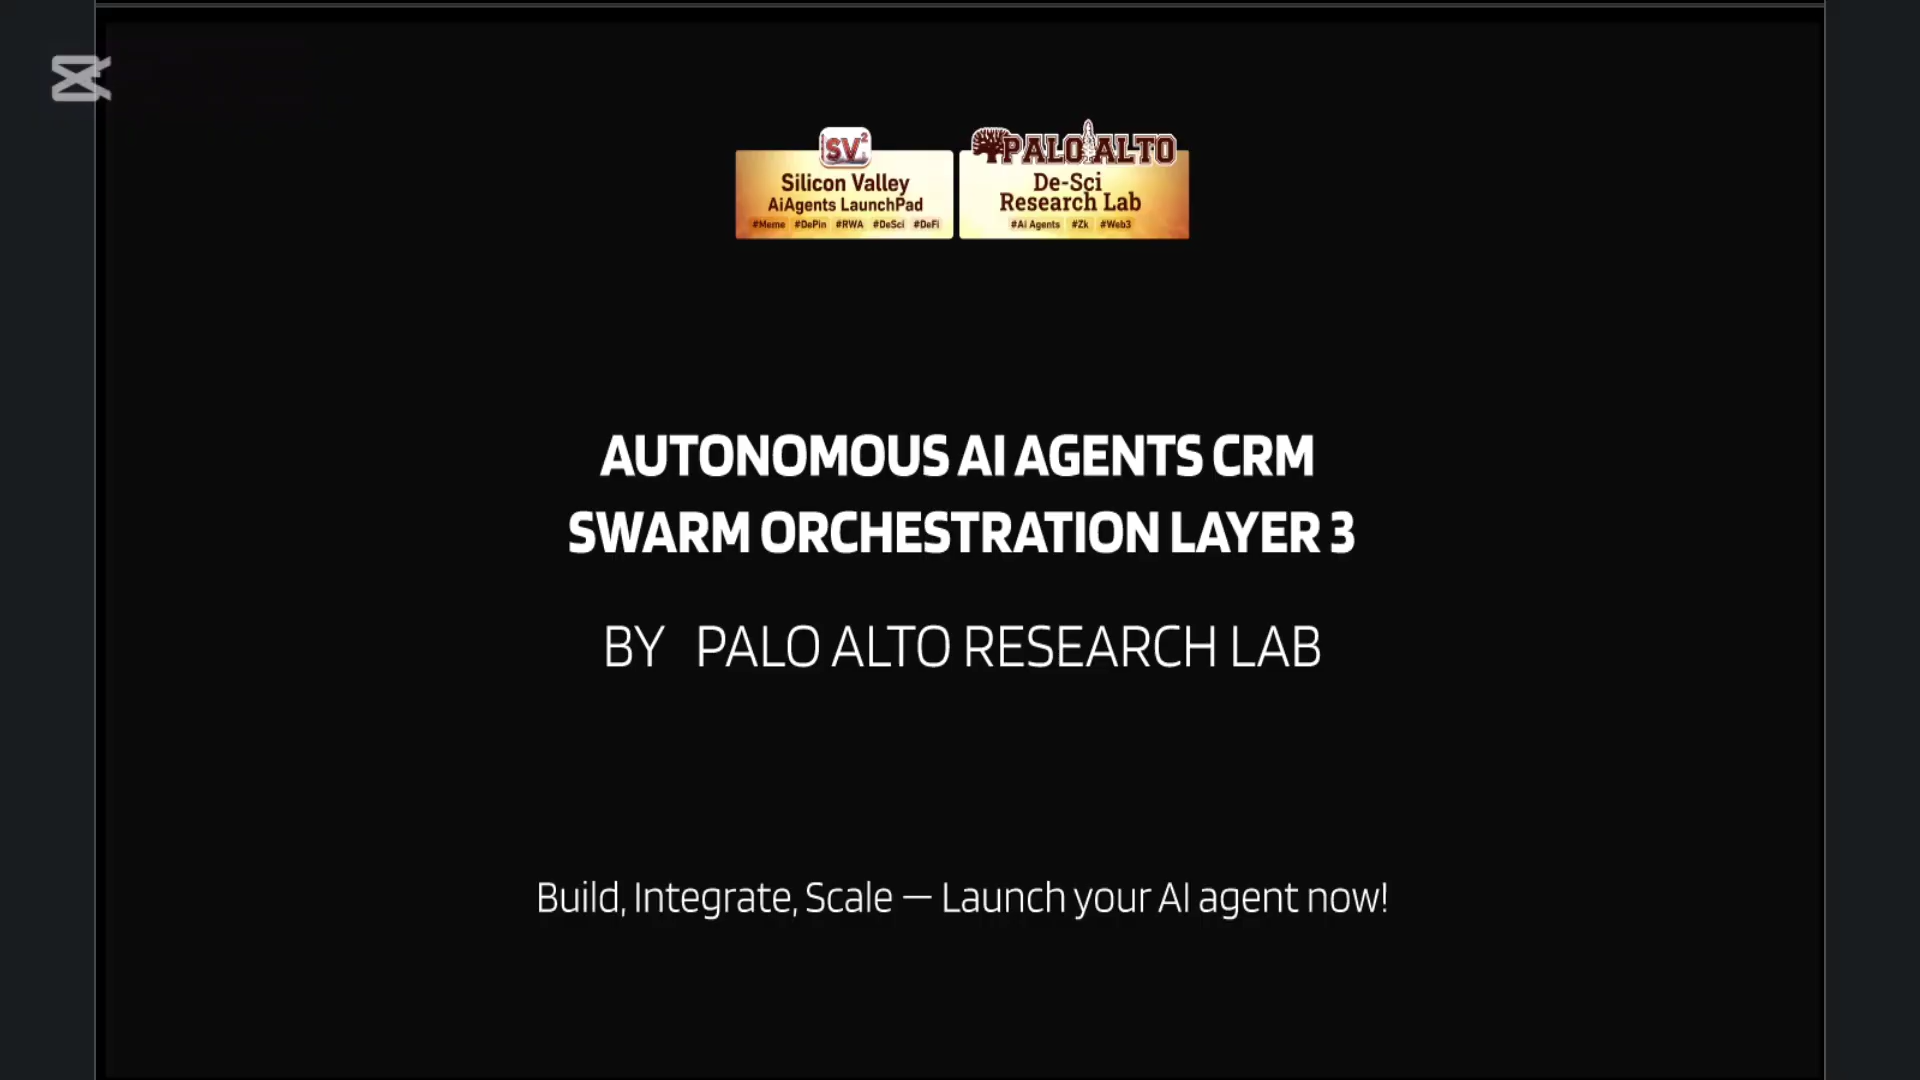 SV2
Silicon Valley
AiAgents LaunchPad
#Meme #DePin #RWA #DeSci #DeFi
PALO ALTO
De-Sci
Research Lab
#Ai Agents #Zk #Web3
AUTONOMOUS AI AGENTS CRM
SWARM ORCHESTRATION LAYER 3
BY PALO ALTO RESEARCH LAB
Build, Integrate, Scale — Launch your AI agent now!